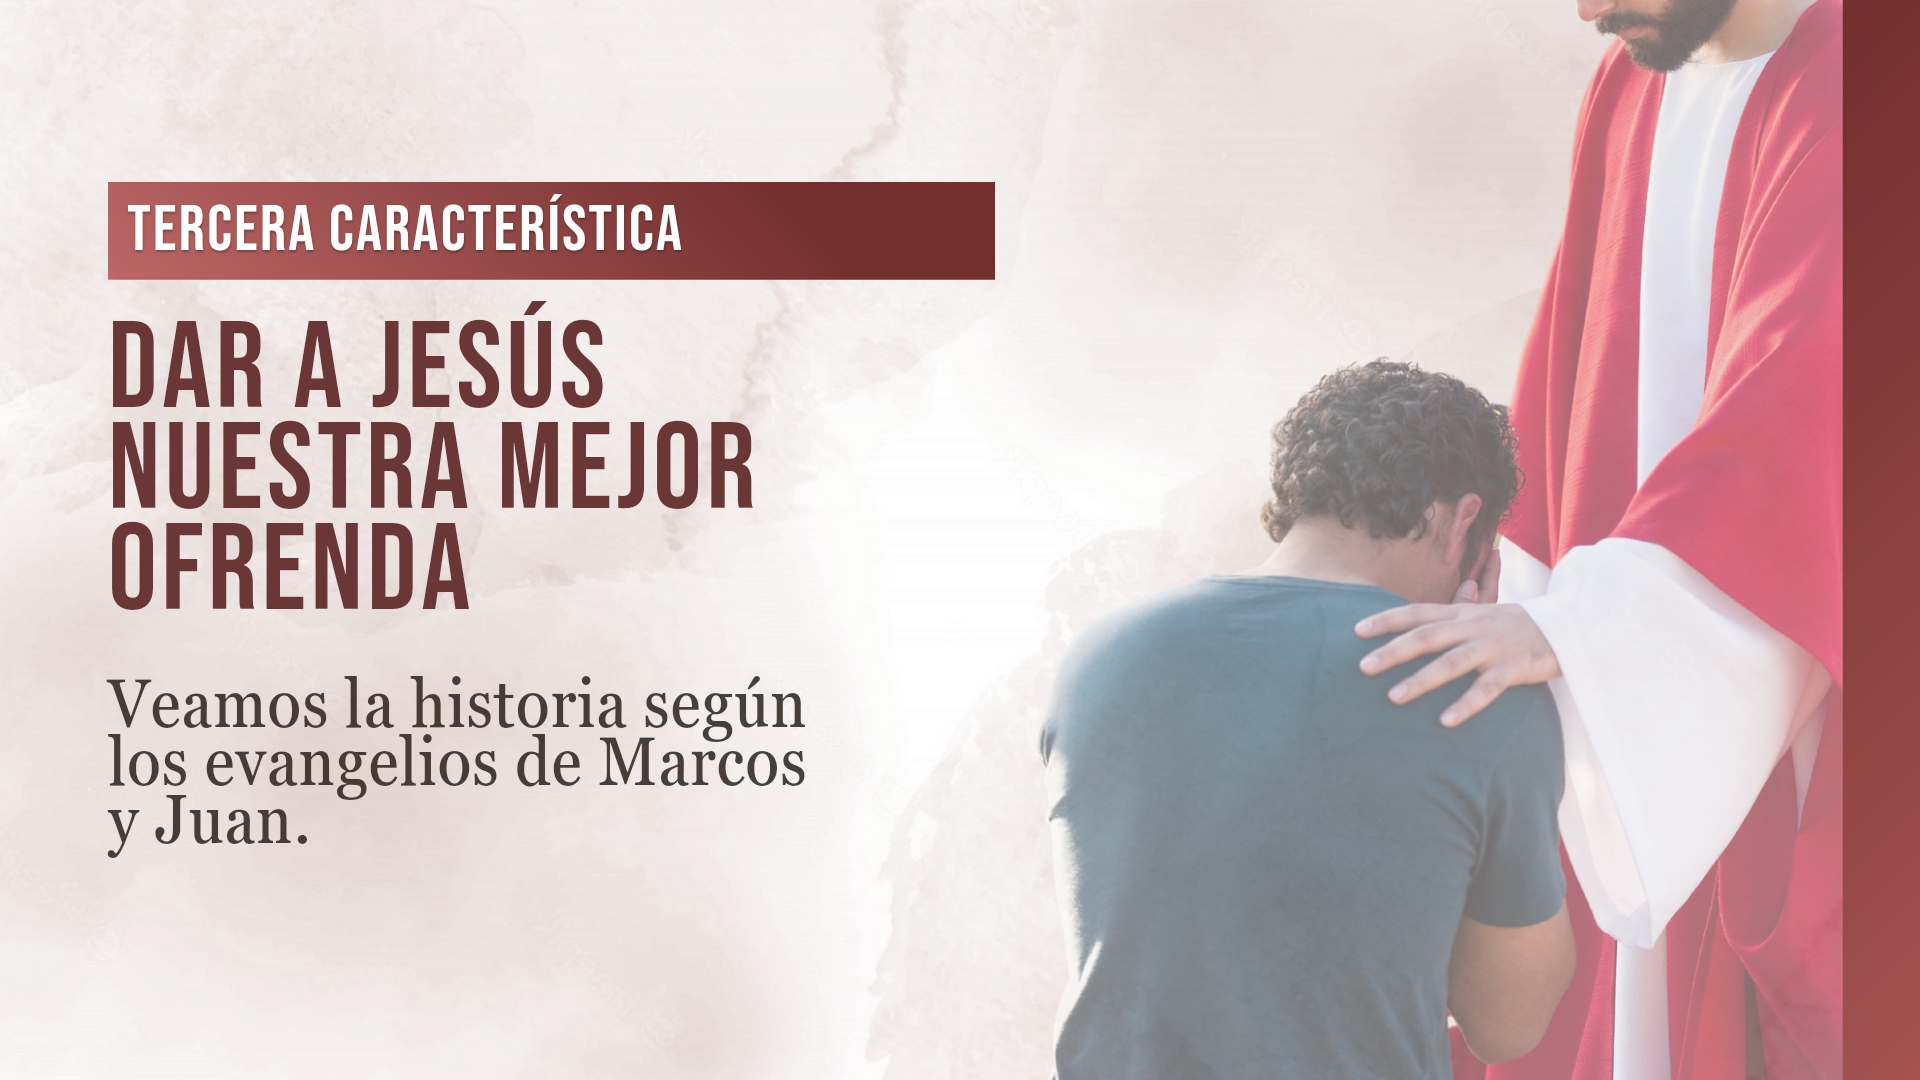 TERCERA CARACTERÍSTICA
DAR A JESÚS
NUESTRA MEJOR
OFRENDA
Veamos la historia según
los evangelios de Marcos
y Juan.